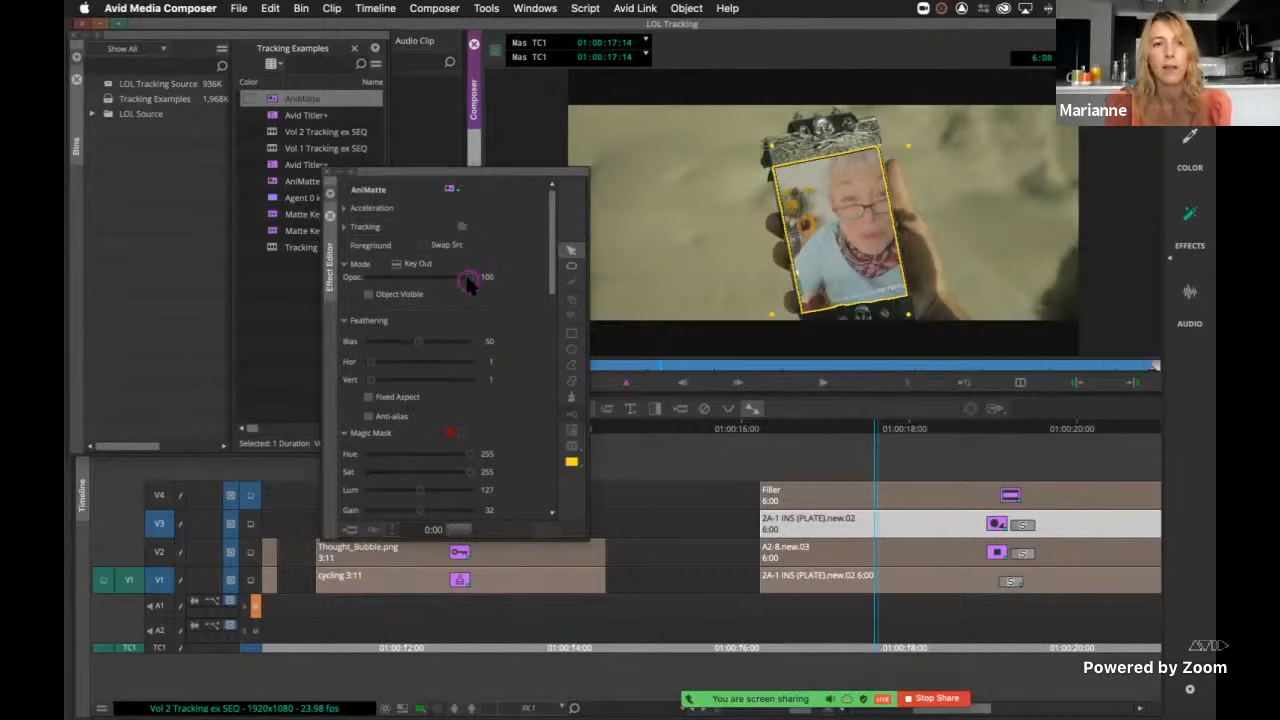 Avid Media Composer File Edit Bin Clip Timeline Composer Tools Windows Script Avid Link About Help
LOL Tracking
Marianne
Show All
LOL Tracking Source 936K
Tracking Examples 1,968K
LOL Source
Bins
Tracking Examples
Color Name
AniMatte
Avid Titler+
Vol 2 Tracking ex SEQ
Vol 1 Tracking ex SEQ
Avid Titler+
AniMatte
Agent 0
Matte Ke
Matte Ke
Tracking
Selected: 1 Duration
Audio Clip
Composer
Mas TC1 01:00:17:14
Mas TC1 01:00:17:14
6:00
COLOR
EFFECTS
AUDIO
Effect Editor
AniMatte
Acceleration
Tracking
Foreground Swap Src
Mode Key Out
Opac. 100
Object Visible
Feathering
Bias 50
Hor 1
Vert 1
Fixed Aspect
Anti-alias
Magic Mask
Hue 255
Sat 255
Lum 127
Gain 32
0:00
01:00:16:00 01:00:18:00 01:00:20:00
Timeline
V4
Filler
6:00
V3
2A-1 INS (PLATE).new.02
6:00 S
V2
Thought_Bubble.png
3:11
A2-8.new.03
6:00 S
V1 V1
cycling 3:11
2A-1 INS (PLATE).new.02 6:00 S
A1 S M
A2 S M
TC1 TC1 01:00:12:00 01:00:14:00 01:00:16:00 01:00:18:00 01:00:20:00
AVID
Powered by Zoom
You are screen sharing LIVE Stop Share
Vol 2 Tracking ex SEQ - 1920x1080 - 23.98 fps
FX 1